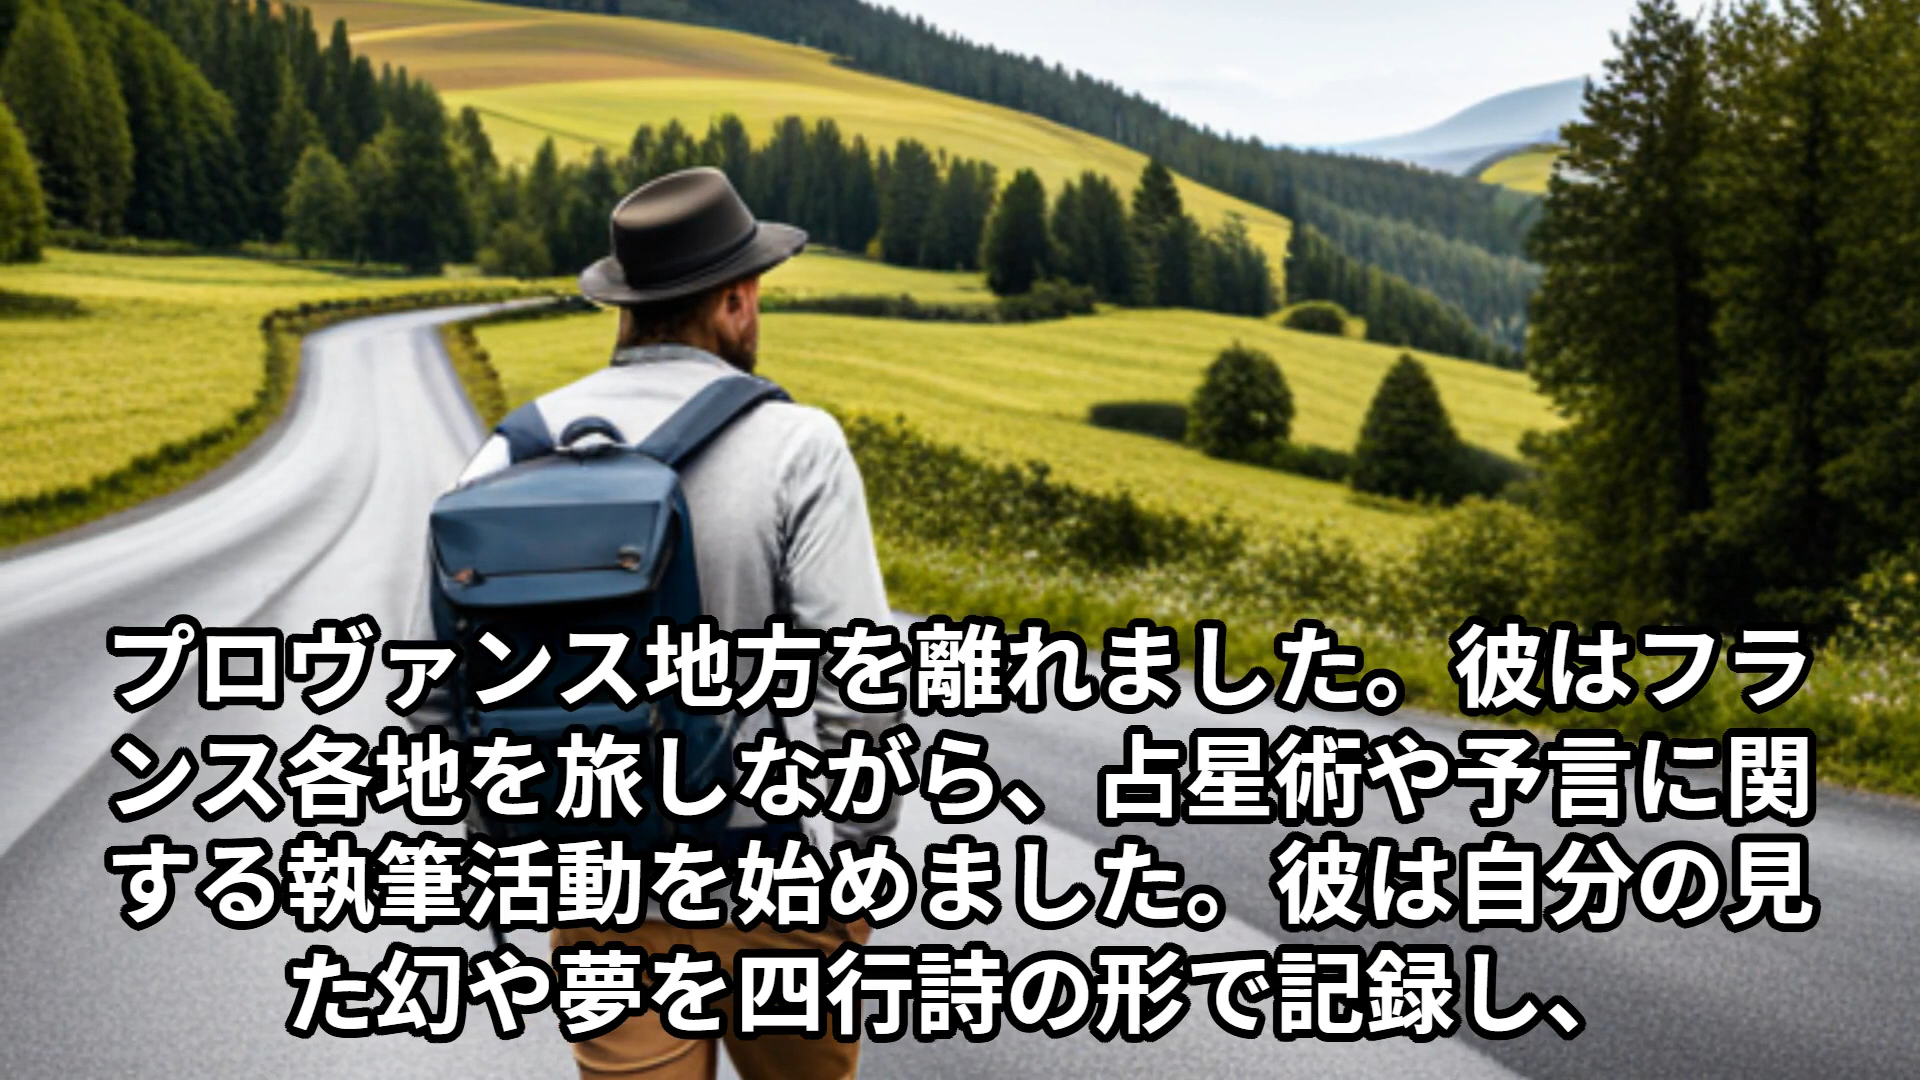 プロヴァンス地方を離れました。彼はフラ
ンス各地を旅しながら、占星術や予言に関
する執筆活動を始めました。彼は自分の見
た幻や夢を四行詩の形で記録し、